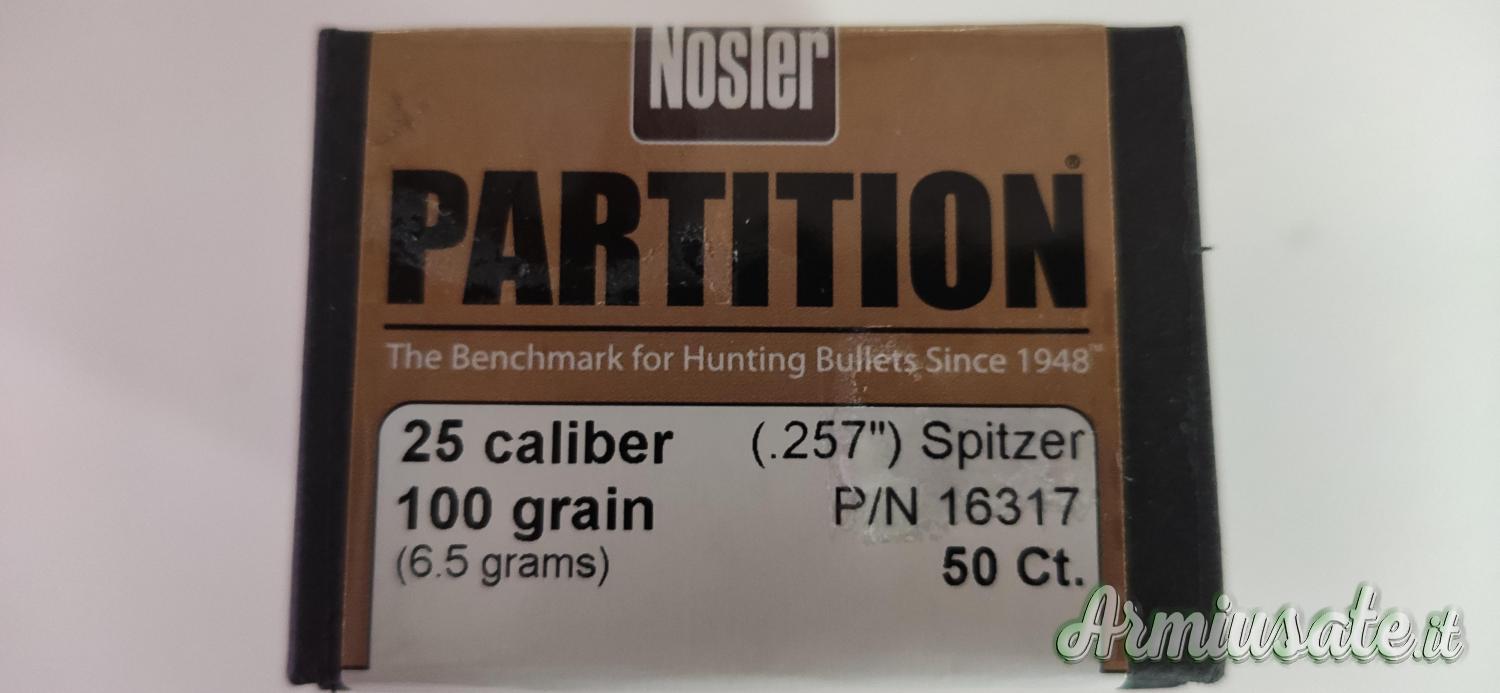 Nosler
PARTITION®
The Benchmark for Hunting Bullets Since 1948™
25 caliber (.257") Spitzer
100 grain P/N 16317
(6.5 grams) 50 Ct.
Armiusate.it